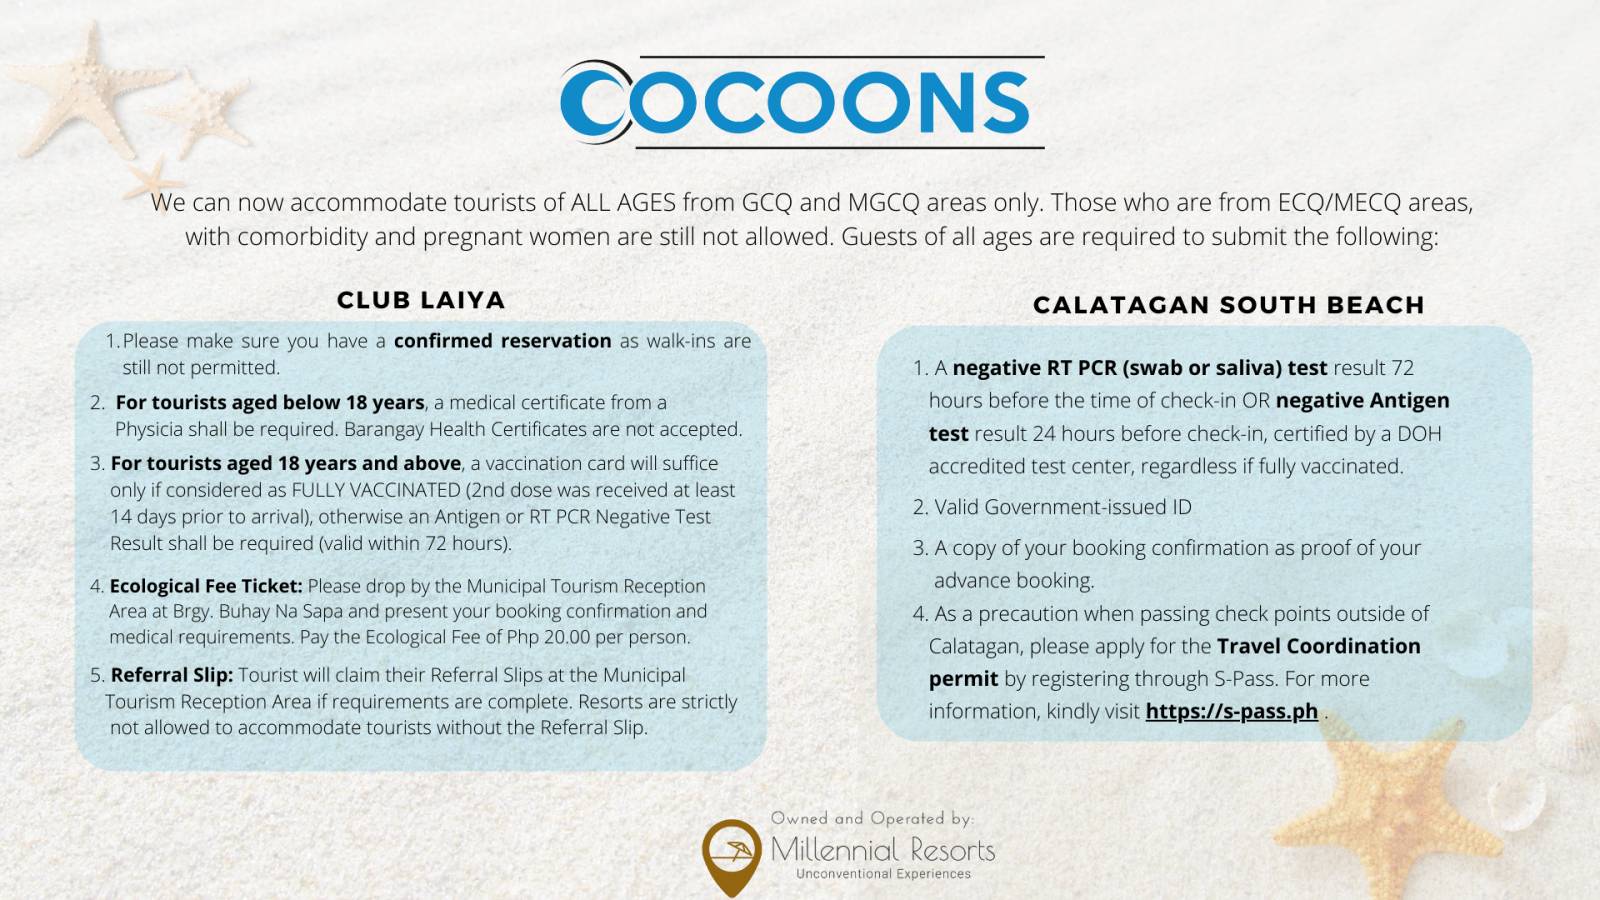 COCOONS
We can now accommodate tourists of ALL AGES from GCQ and MGCQ areas only. Those who are from ECQ/MECQ areas,
with comorbidity and pregnant women are still not allowed. Guests of all ages are required to submit the following:
CLUB LAIYA
1. Please make sure you have a confirmed reservation as walk-ins are
still not permitted.
2. For tourists aged below 18 years, a medical certificate from a
Physicia shall be required. Barangay Health Certificates are not accepted.
3. For tourists aged 18 years and above, a vaccination card will suffice
only if considered as FULLY VACCINATED (2nd dose was received at least
14 days prior to arrival), otherwise an Antigen or RT PCR Negative Test
Result shall be required (valid within 72 hours).
4. Ecological Fee Ticket: Please drop by the Municipal Tourism Reception
Area at Brgy. Buhay Na Sapa and present your booking confirmation and
medical requirements. Pay the Ecological Fee of Php 20.00 per person.
5. Referral Slip: Tourist will claim their Referral Slips at the Municipal
Tourism Reception Area if requirements are complete. Resorts are strictly
not allowed to accommodate tourists without the Referral Slip.
CALATAGAN SOUTH BEACH
1. A negative RT PCR (swab or saliva) test result 72
hours before the time of check-in OR negative Antigen
test result 24 hours before check-in, certified by a DOH
accredited test center, regardless if fully vaccinated.
2. Valid Government-issued ID
3. A copy of your booking confirmation as proof of your
advance booking.
4. As a precaution when passing check points outside of
Calatagan, please apply for the Travel Coordination
permit by registering through S-Pass. For more
information, kindly visit https://s-pass.ph .
Owned and Operated by:
Millennial Resorts
Unconventional Experiences